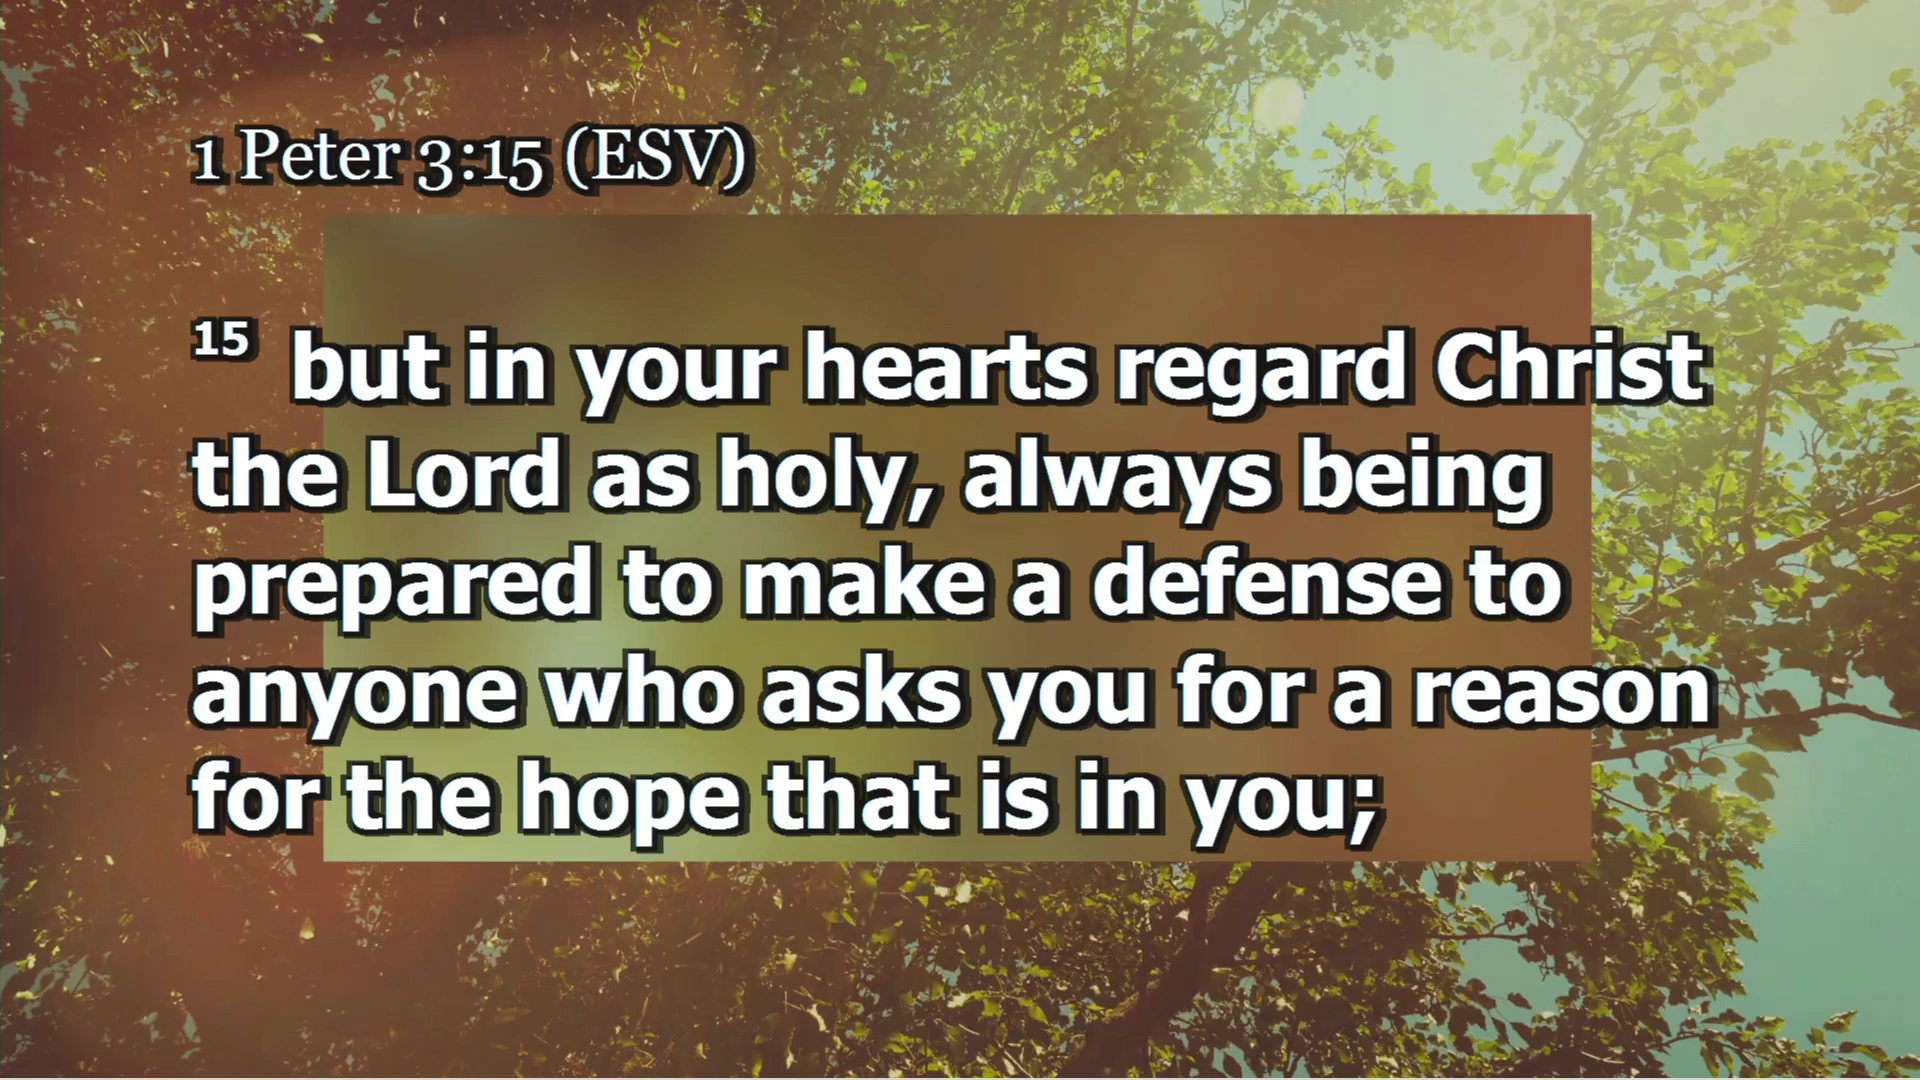 1 Peter 3:15 (ESV)
15 but in your hearts regard Christ
the Lord as holy, always being
prepared to make a defense to
anyone who asks you for a reason
for the hope that is in you;